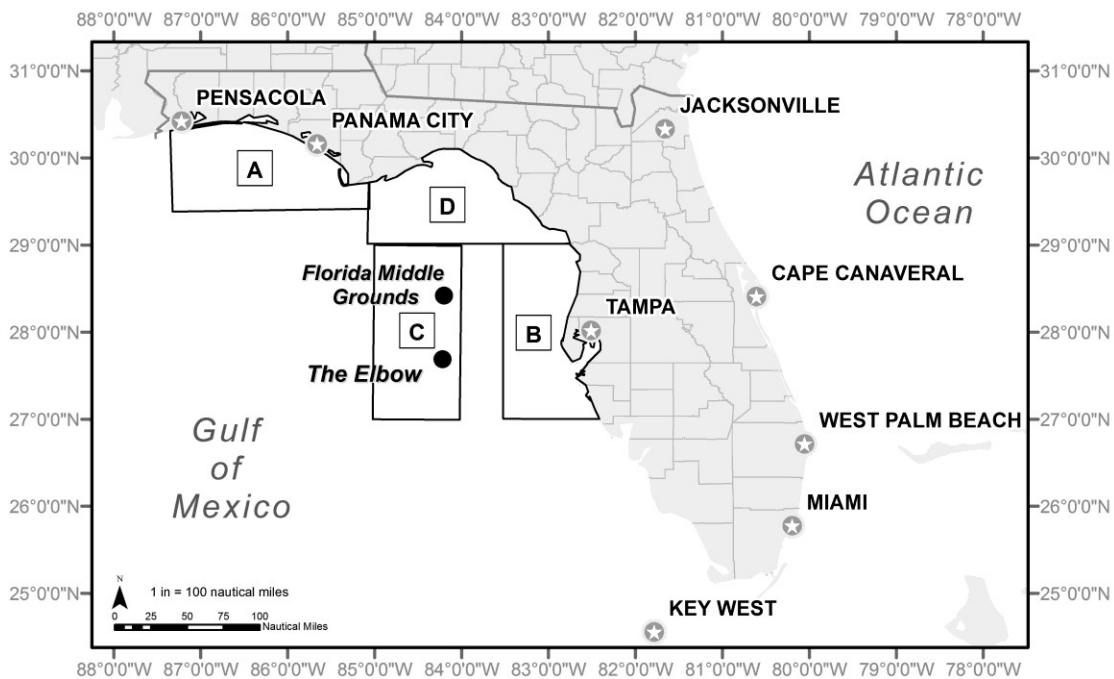 88°0'0"W 87°0'0"W 86°0'0"W 85°0'0"W 84°0'0"W 83°0'0"W 82°0'0"W 81°0'0"W 80°0'0"W 79°0'0"W 78°0'0"W
31°0'0"N 31°0'0"N
PENSACOLA
JACKSONVILLE
PANAMA CITY
30°0'0"N 30°0'0"N
A
Atlantic
Ocean
D
29°0'0"N 29°0'0"N
Florida Middle
Grounds
CAPE CANAVERAL
TAMPA
28°0'0"N 28°0'0"N
C
B
The Elbow
27°0'0"N 27°0'0"N
WEST PALM BEACH
Gulf
of
Mexico
26°0'0"N 26°0'0"N
MIAMI
N
1 in = 100 nautical miles
25°0'0"N 25°0'0"N
KEY WEST
0 25 50 75 100
Nautical Miles
88°0'0"W 87°0'0"W 86°0'0"W 85°0'0"W 84°0'0"W 83°0'0"W 82°0'0"W 81°0'0"W 80°0'0"W 79°0'0"W 78°0'0"W